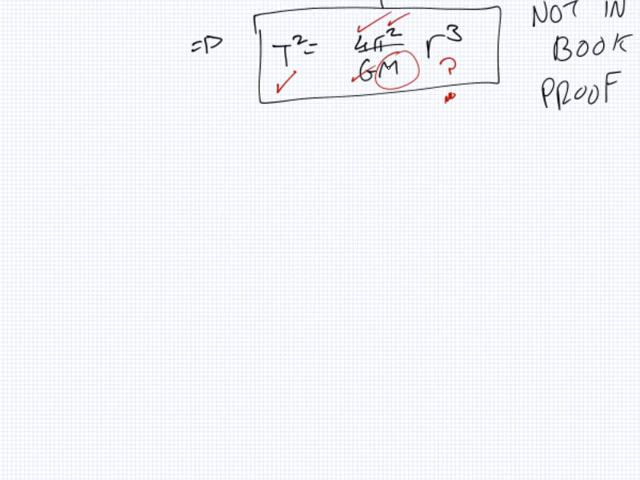 NOT IN
BOOK
PROOF
=> T² = 4π²/GM r³
?